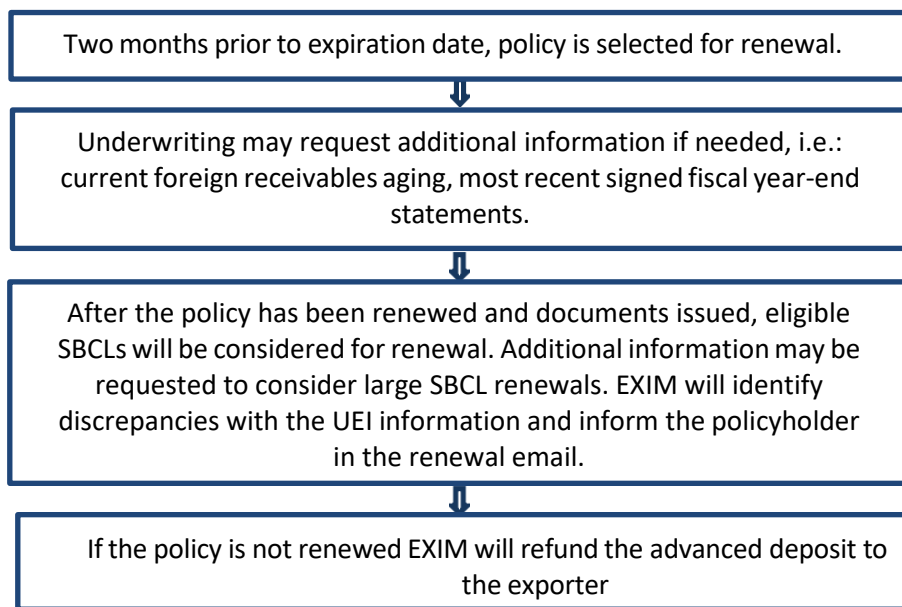 Two months prior to expiration date, policy is selected for renewal.
Underwriting may request additional information if needed, i.e.:
current foreign receivables aging, most recent signed fiscal year-end
statements.
After the policy has been renewed and documents issued, eligible
SBCLs will be considered for renewal. Additional information may be
requested to consider large SBCL renewals. EXIM will identify
discrepancies with the UEI information and inform the policyholder
in the renewal email.
If the policy is not renewed EXIM will refund the advanced deposit to
the exporter